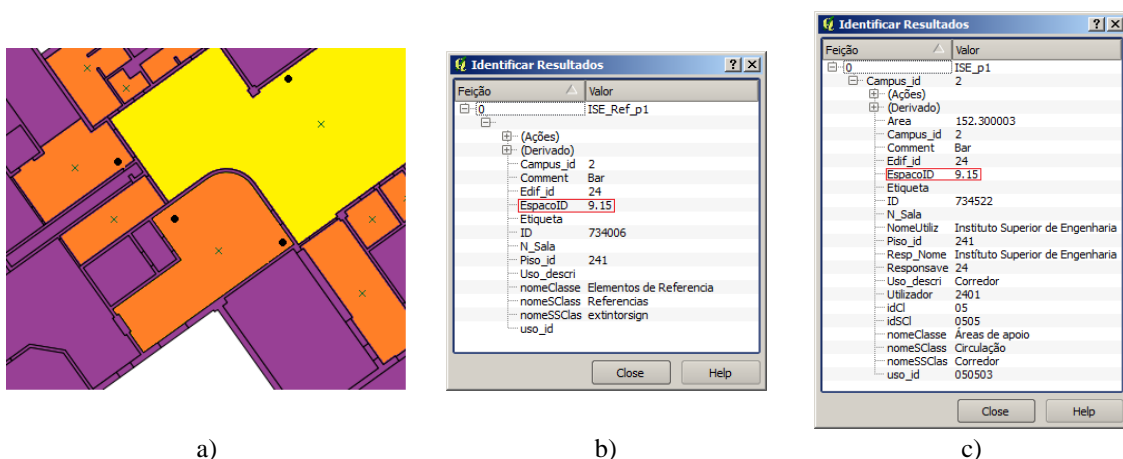 Identificar Resultados
Feição Valor
0 ISE_Ref_p1
(Ações)
(Derivado)
Campus_id 2
Comment Bar
Edif_id 24
EspacoID 9.15
Etiqueta
ID 734006
N_Sala
Piso_id 241
Uso_descri
nomeClasse Elementos de Referencia
nomeSClass Referencias
nomeSSClas extintorsign
uso_id
Close Help
Identificar Resultados
Feição Valor
0 ISE_p1
Campus_id 2
(Ações)
(Derivado)
Area 152.300003
Campus_id 2
Comment Bar
Edif_id 24
EspacoID 9.15
Etiqueta
ID 734522
N_Sala
NomeUtiliz Instituto Superior de Engenharia
Piso_id 241
Resp_Nome Instituto Superior de Engenharia
Responsave 24
Uso_descri Corredor
Utilizador 2401
idCl 05
idSCl 0505
nomeClasse Áreas de apoio
nomeSClass Circulação
nomeSSClas Corredor
uso_id 050503
Close Help
a) b) c)